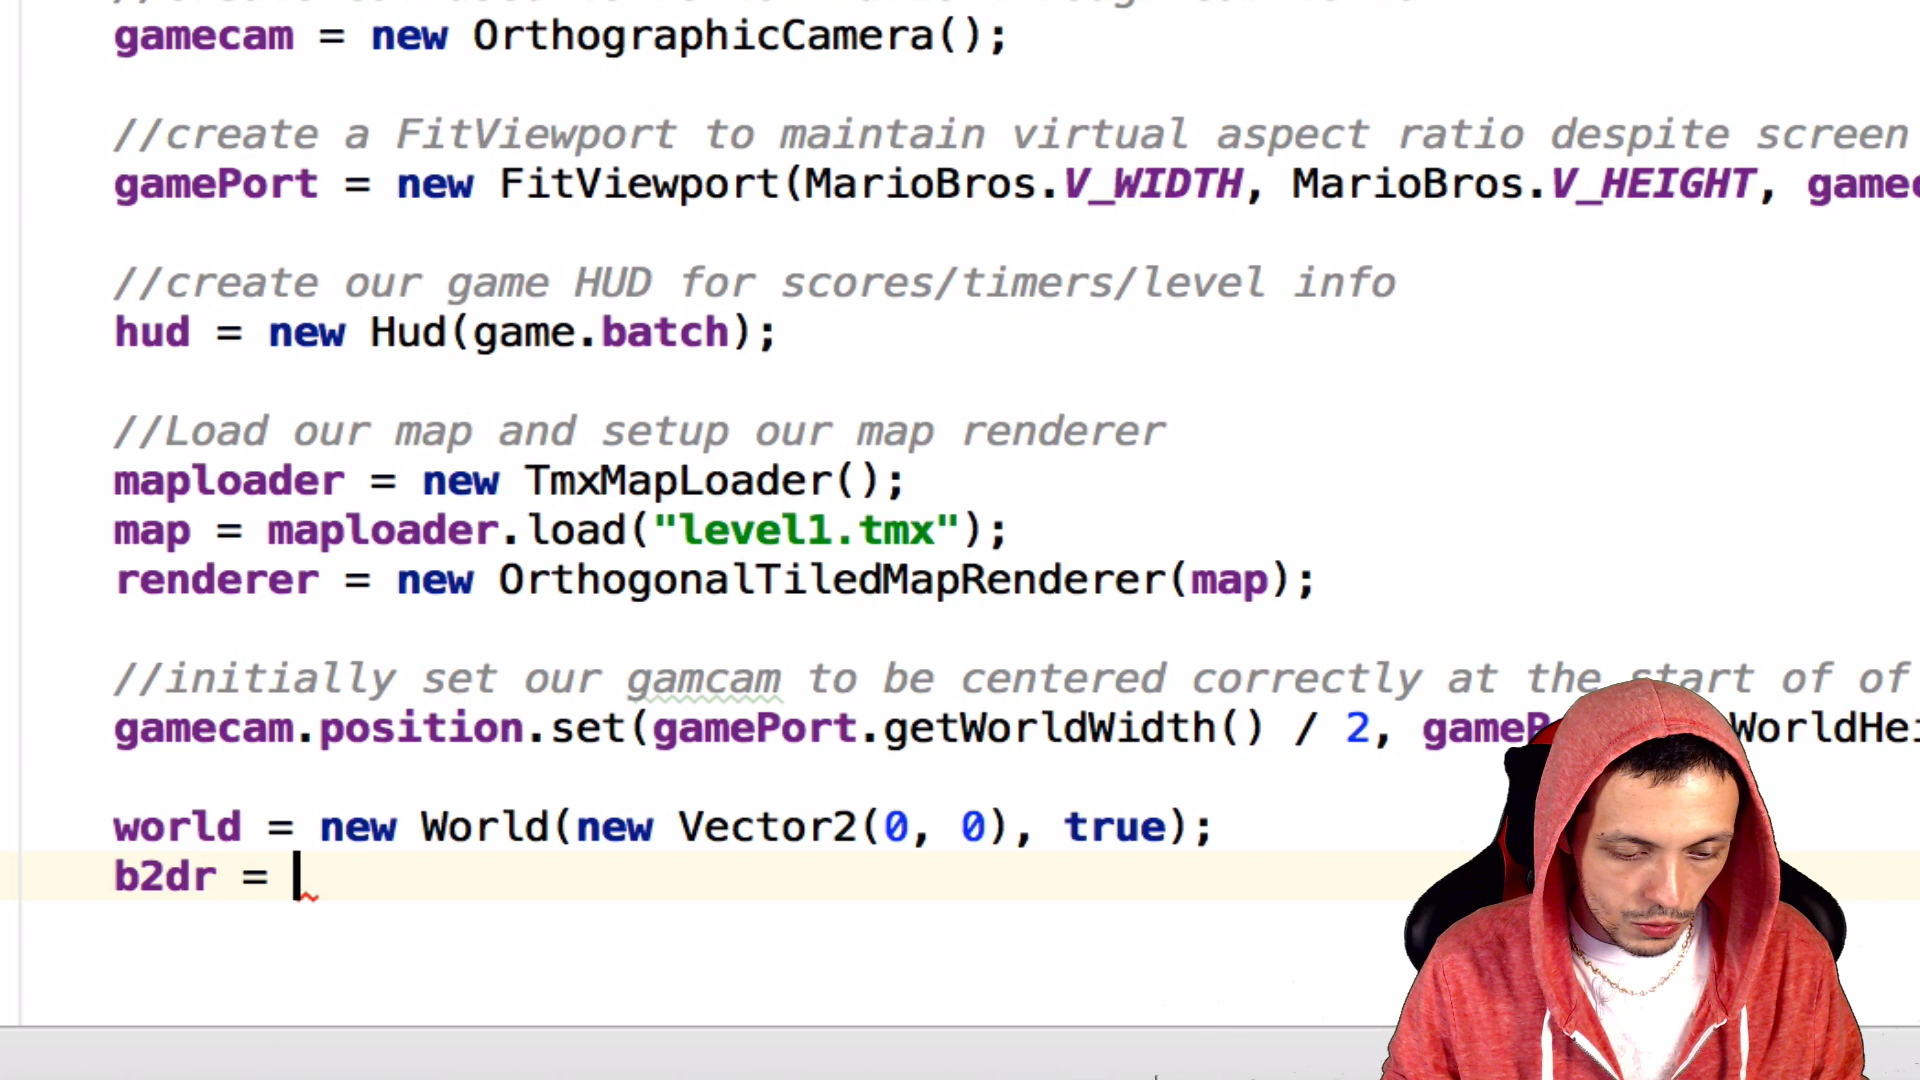 gamecam = new OrthographicCamera();
//create a FitViewport to maintain virtual aspect ratio despite screen
gamePort = new FitViewport(MarioBros.V_WIDTH, MarioBros.V_HEIGHT, gamec
//create our game HUD for scores/timers/level info
hud = new Hud(game.batch);
//Load our map and setup our map renderer
maploader = new TmxMapLoader();
map = maploader.load("level1.tmx");
renderer = new OrthogonalTiledMapRenderer(map);
//initially set our gamcam to be centered correctly at the start of of
gamecam.position.set(gamePort.getWorldWidth() / 2, gameP WorldHei
world = new World(new Vector2(0, 0), true);
b2dr =